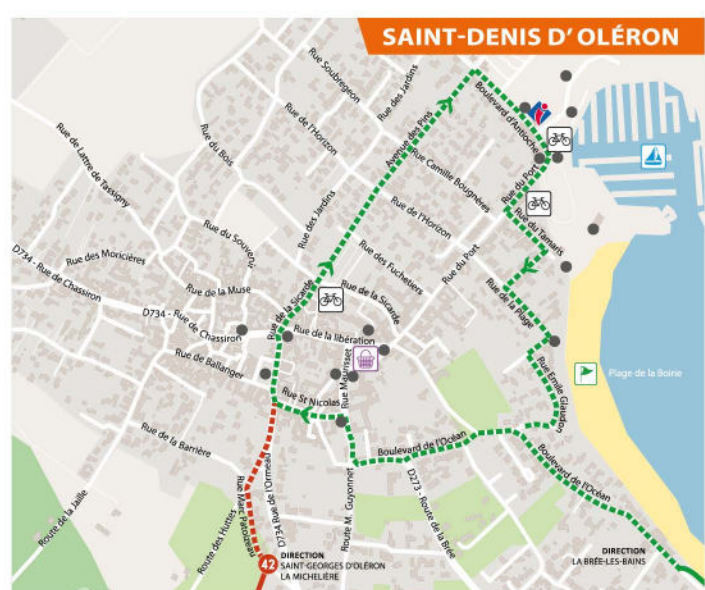 SAINT-DENIS D'OLÉRON
Rue Soubregeon
Rue des Jardins
Boulevard d'Antioche
Rue de l'Horizon
Avenue des Pins
Rue du Bois
Rue Camille Bougnères
Rue du Port
Rue de Lattre de Tassigny
Rue des Jardins
Rue de l'Horizon
Rue du Tamaris
Rue du Souvenir
Rue des Moricières
D734 - Rue de Chassiron
Rue des Fuchetiers
Rue du Port
Rue de la Muse
Rue de la Sicarde
Rue de la Sicarde
Rue de la Plage
D734 -
Rue de Chassiron
Rue de la libération
Rue de Ballanger
Rue Maurisset
Rue Emile Gilaudon
Plage de la Boirie
Rue St Nicolas
Rue de la Barrière
Boulevard de l'Océan
Boulevard de l'Océan
Route de la Jaille
Route des Huttes
Rue Marc Patoizeau
D734 Rue de l'Ormeau
Route M. Guyonnet
D273 - Route de la Brée
42
DIRECTION
SAINT-GEORGES D'OLÉRON
LA MICHELIÈRE
DIRECTION
LA BRÉE-LES-BAINS